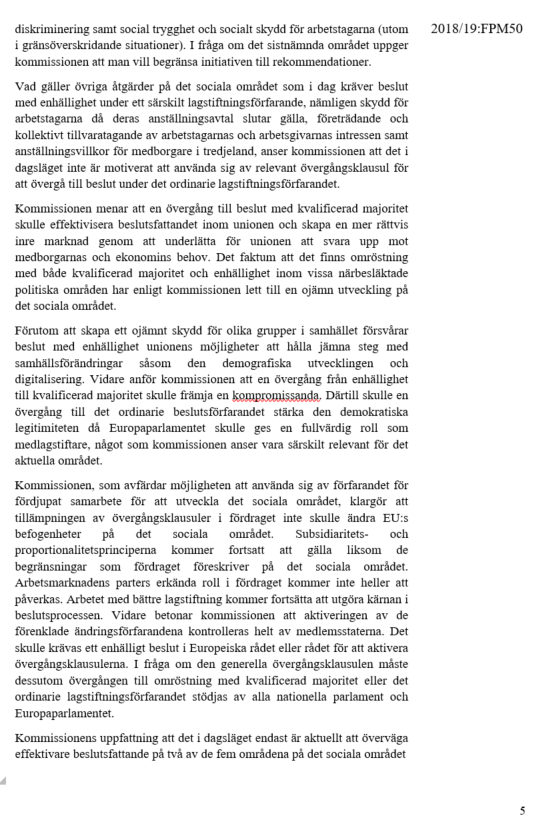 diskriminering samt social trygghet och socialt skydd för arbetstagarna (utom
i gränsöverskridande situationer). I fråga om det sistnämnda området uppger
kommissionen att man vill begränsa initiativen till rekommendationer.
2018/19:FPM50
Vad gäller övriga åtgärder på det sociala området som i dag kräver beslut
med enhällighet under ett särskilt lagstiftningsförfarande, nämligen skydd för
arbetstagarna då deras anställningsavtal slutar gälla, företrädande och
kollektivt tillvaratagande av arbetstagarnas och arbetsgivarnas intressen samt
anställningsvillkor för medborgare i tredjeland, anser kommissionen att det i
dagsläget inte är motiverat att använda sig av relevant övergångsklausul för
att övergå till beslut under det ordinarie lagstiftningsförfarandet.
Kommissionen menar att en övergång till beslut med kvalificerad majoritet
skulle effektivisera beslutsfattandet inom unionen och skapa en mer rättvis
inre marknad genom att underlätta för unionen att svara upp mot
medborgarnas och ekonomins behov. Det faktum att det finns omröstning
med både kvalificerad majoritet och enhällighet inom vissa närbesläktade
politiska områden har enligt kommissionen lett till en ojämn utveckling på
det sociala området.
Förutom att skapa ett ojämnt skydd för olika grupper i samhället försvårar
beslut med enhällighet unionens möjligheter att hålla jämna steg med
samhällsförändringar såsom den demografiska utvecklingen och
digitalisering. Vidare anför kommissionen att en övergång från enhällighet
till kvalificerad majoritet skulle främja en kompromissanda. Därtill skulle en
övergång till det ordinarie beslutsförfarandet stärka den demokratiska
legitimiteten då Europaparlamentet skulle ges en fullvärdig roll som
medlagstiftare, något som kommissionen anser vara särskilt relevant för det
aktuella området.
Kommissionen, som avfärdar möjligheten att använda sig av förfarandet för
fördjupat samarbete för att utveckla det sociala området, klargör att
tillämpningen av övergångsklausuler i fördraget inte skulle ändra EU:s
befogenheter på det sociala området. Subsidiaritets- och
proportionalitetsprinciperna kommer fortsatt att gälla liksom de
begränsningar som fördraget föreskriver på det sociala området.
Arbetsmarknadens parters erkända roll i fördraget kommer inte heller att
påverkas. Arbetet med bättre lagstiftning kommer fortsätta att utgöra kärnan i
beslutsprocessen. Vidare betonar kommissionen att aktiveringen av de
förenklade ändringsförfarandena kontrolleras helt av medlemsstaterna. Det
skulle krävas ett enhälligt beslut i Europeiska rådet eller rådet för att aktivera
övergångsklausulerna. I fråga om den generella övergångsklausulen måste
dessutom övergången till omröstning med kvalificerad majoritet eller det
ordinarie lagstiftningsförfarandet stödjas av alla nationella parlament och
Europaparlamentet.
Kommissionens uppfattning att det i dagsläget endast är aktuellt att överväga
effektivare beslutsfattande på två av de fem områdena på det sociala området
5